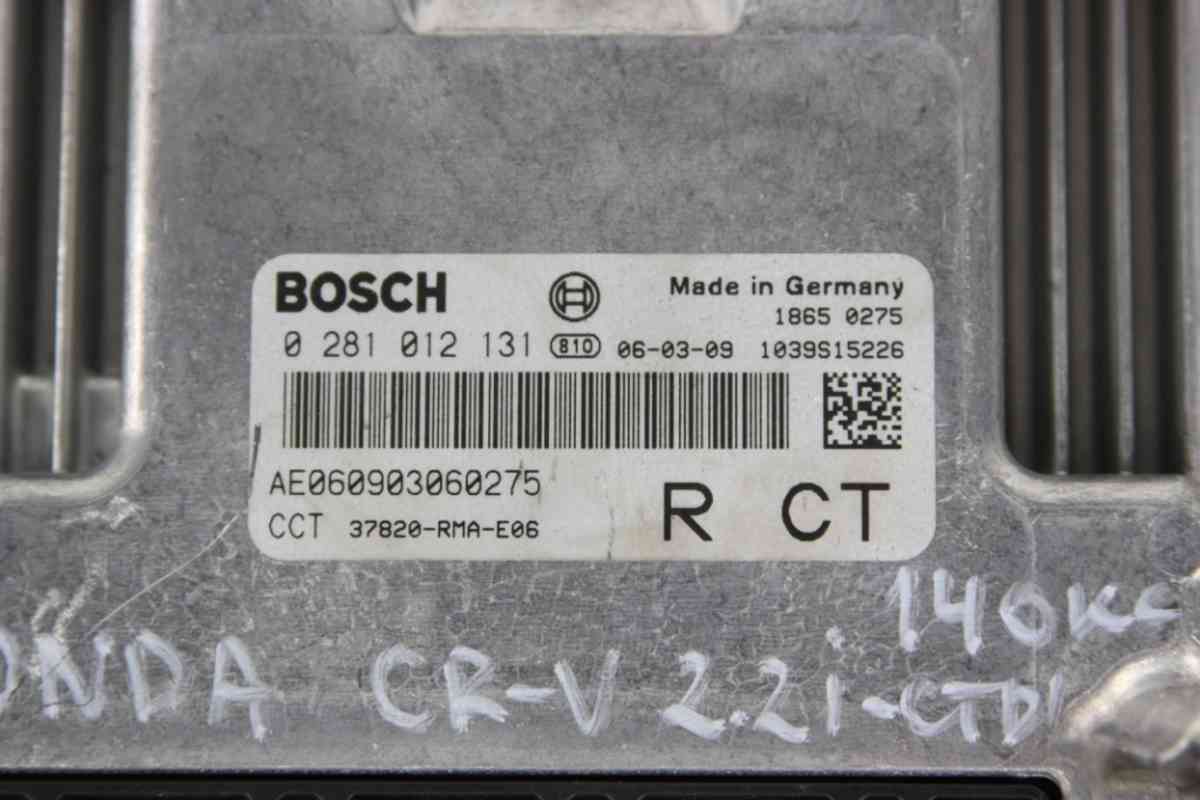 BOSCH Made in Germany
1865 0275
0 281 012 131 810 06-03-09 1039S15226
AE060903060275
CCT 37820-RMA-E06 R CT
140кс
ONDA CR-V 2.2i-CTDI